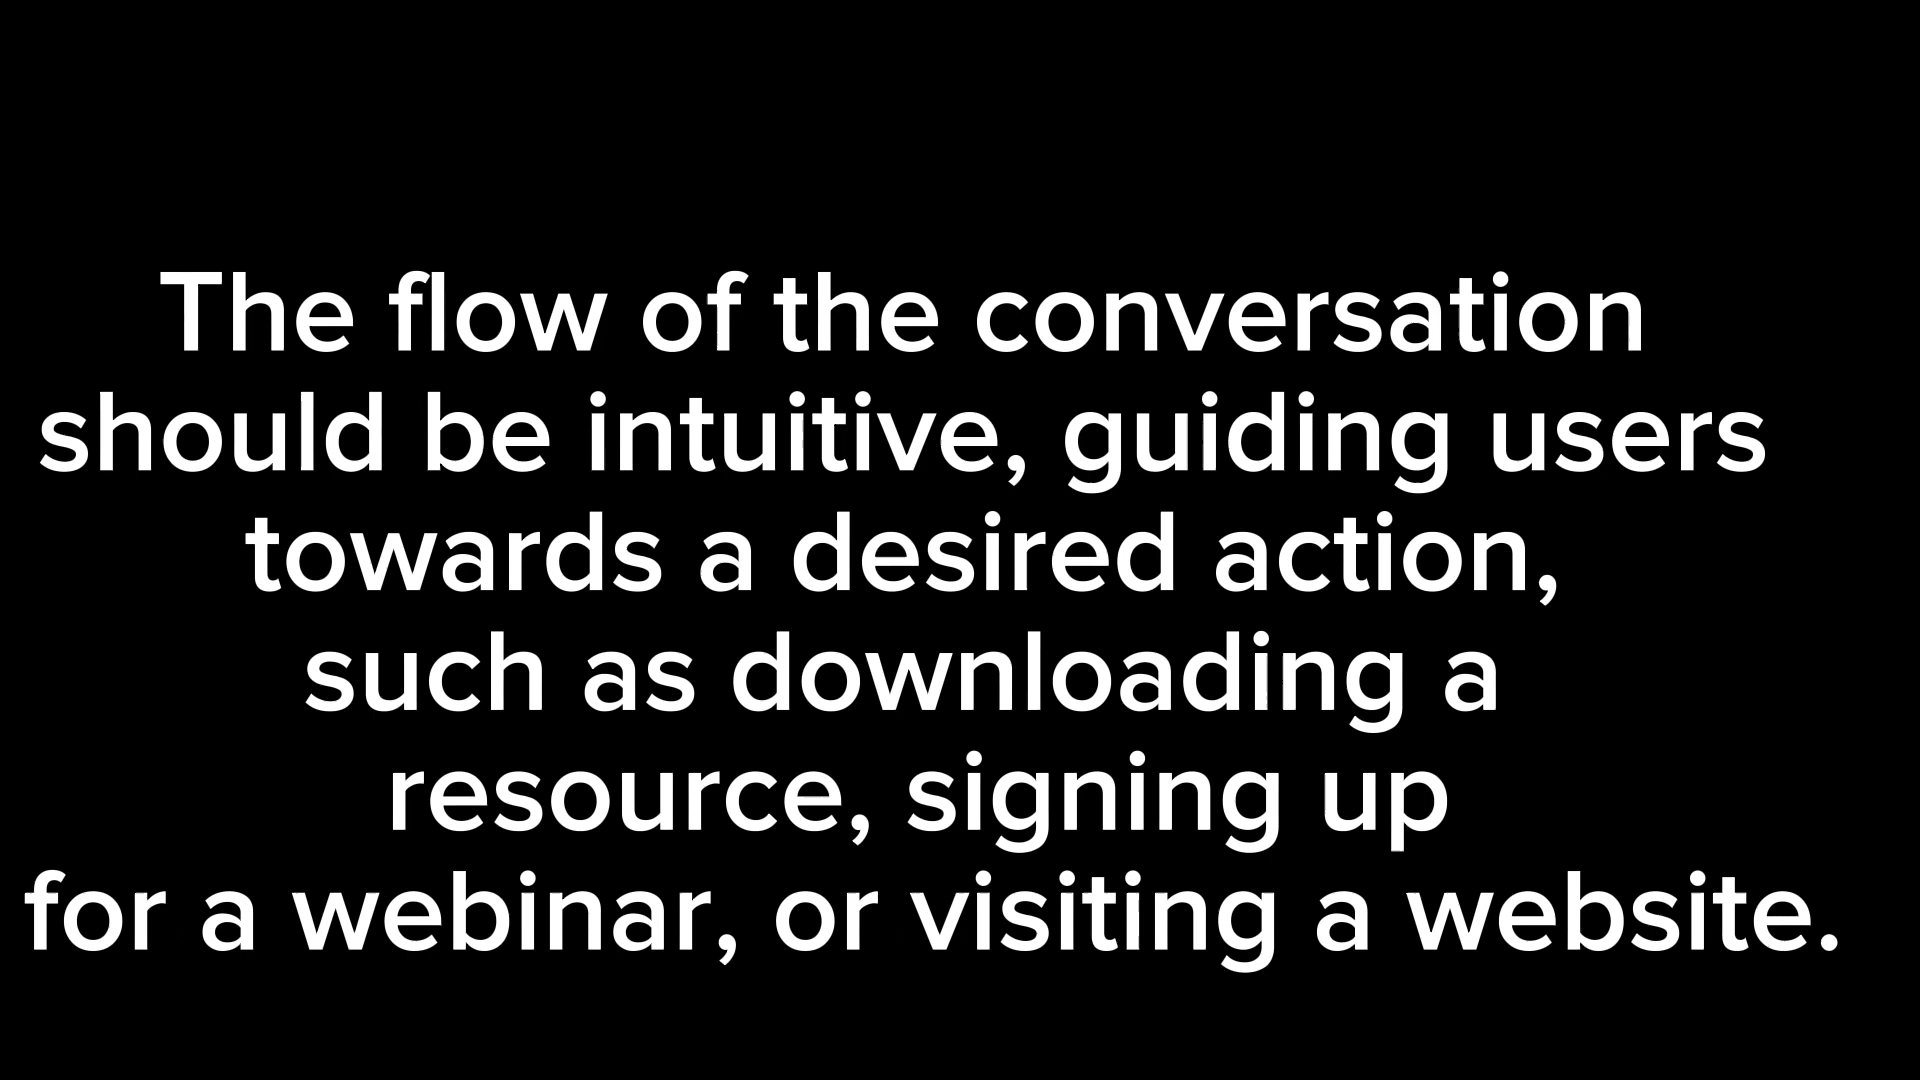 The flow of the conversation
should be intuitive, guiding users
towards a desired action,
such as downloading a
resource, signing up
for a webinar, or visiting a website.